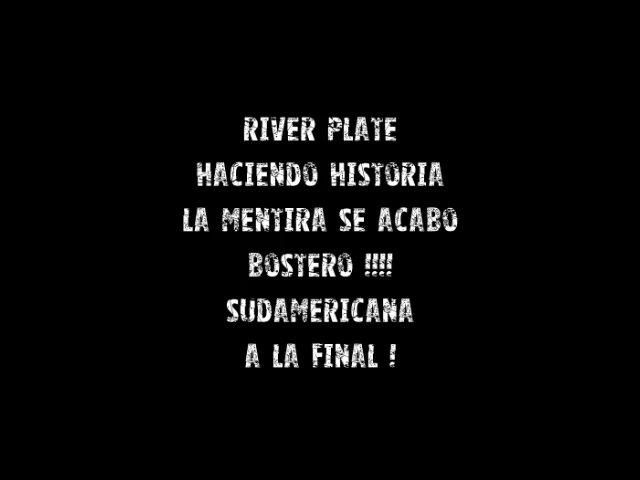 RIVER PLATE
HACIENDO HISTORIA
LA MENTIRA SE ACABO
BOSTERO !!!!
SUDAMERICANA
A LA FINAL !